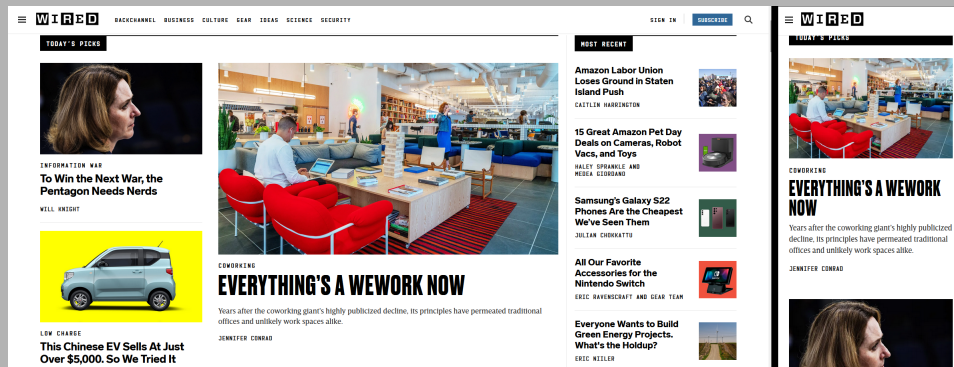 WIRED
BACKCHANNEL BUSINESS CULTURE GEAR IDEAS SCIENCE SECURITY
SIGN IN
SUBSCRIBE
TODAY'S PICKS
INFORMATION WAR
To Win the Next War, the
Pentagon Needs Nerds
WILL KNIGHT
LOW CHARGE
This Chinese EV Sells At Just
Over $5,000. So We Tried It
COWORKING
EVERYTHING'S A WEWORK NOW
Years after the coworking giant's highly publicized decline, its principles have permeated traditional
offices and unlikely work spaces alike.
JENNIFER CONRAD
MOST RECENT
Amazon Labor Union
Loses Ground in Staten
Island Push
CAITLIN HARRINGTON
15 Great Amazon Pet Day
Deals on Cameras, Robot
Vacs, and Toys
HALEY SPRANKLE AND
MEDEA GIORDANO
Samsung's Galaxy S22
Phones Are the Cheapest
We've Seen Them
JULIAN CHOKKATTU
All Our Favorite
Accessories for the
Nintendo Switch
ERIC RAVENSCRAFT AND GEAR TEAM
Everyone Wants to Build
Green Energy Projects.
What's the Holdup?
ERIC NIILER
WIRED
TODAY'S PICKS
COWORKING
EVERYTHING'S A WEWORK
NOW
Years after the coworking giant's highly publicized
decline, its principles have permeated traditional
offices and unlikely work spaces alike.
JENNIFER CONRAD